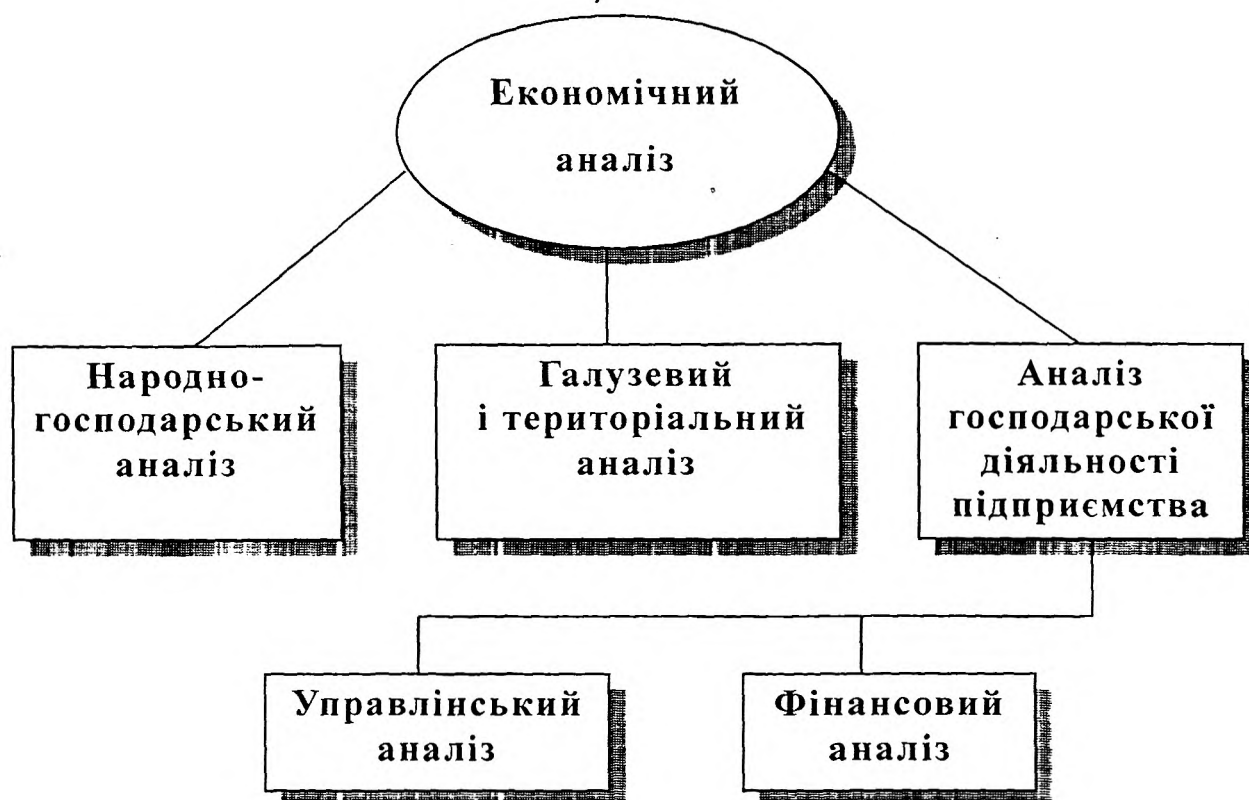 Економічний
аналіз
Народно-
господарський
аналіз
Галузевий
і територіальний
аналіз
Аналіз
господарської
діяльності
підприємства
Управлінський
аналіз
Фінансовий
аналіз